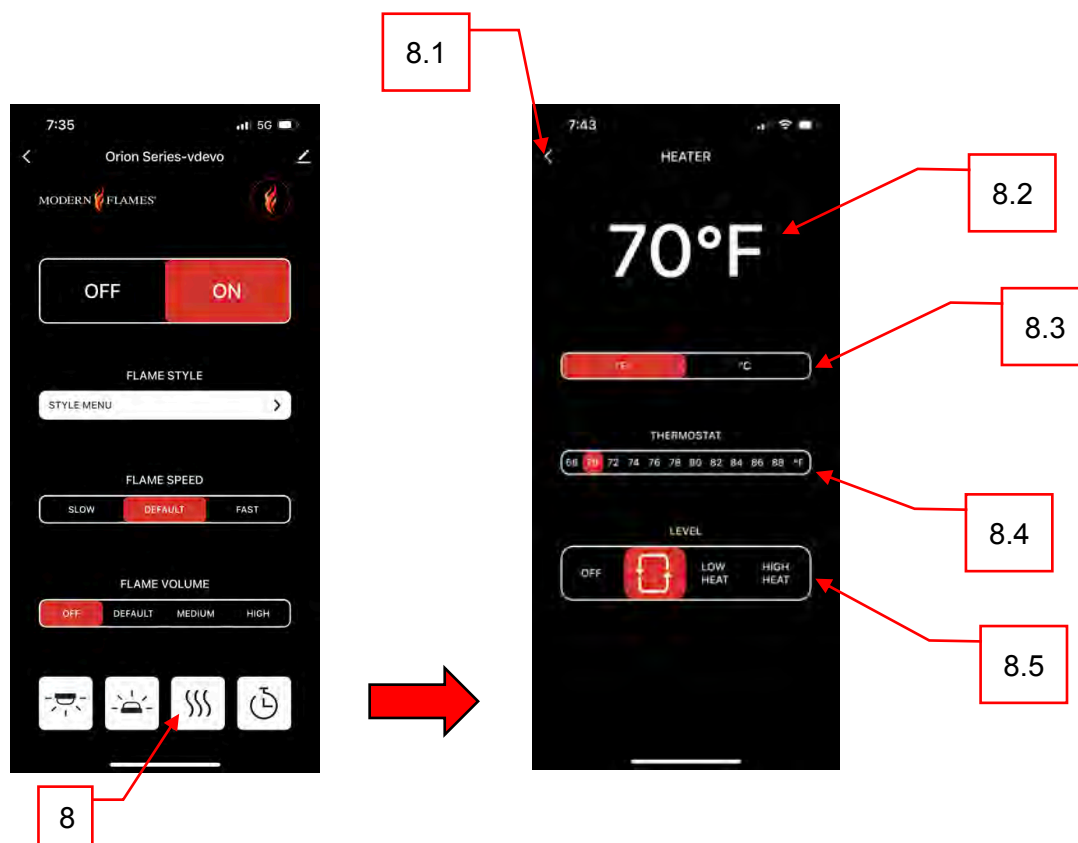 8.1
7:35
5G
Orion Series-vdevo
MODERN FLAMES
OFF ON
FLAME STYLE
STYLE MENU
FLAME SPEED
SLOW DEFAULT FAST
FLAME VOLUME
OFF DEFAULT MEDIUM HIGH
8
7:43
HEATER
70°F
°F °C
THERMOSTAT
68 70 72 74 76 78 80 82 84 86 88 °F
LEVEL
OFF LOW HEAT HIGH HEAT
8.2
8.3
8.4
8.5